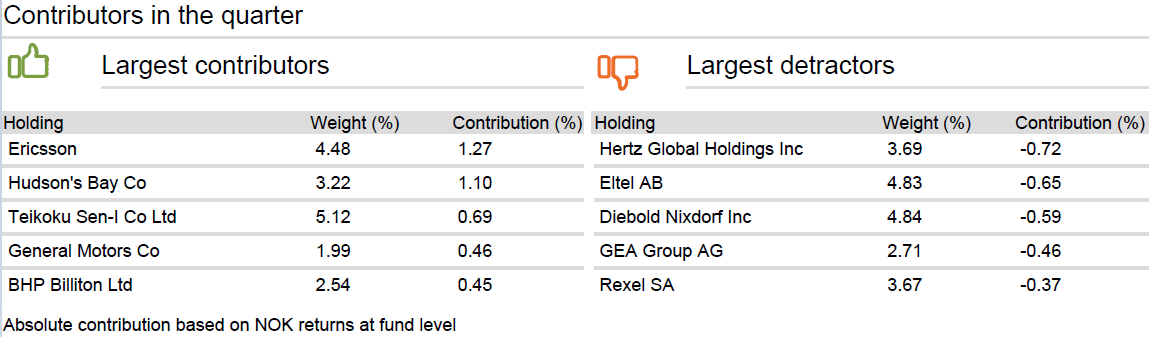 Contributors in the quarter
Largest contributors
Largest detractors
Holding Weight (%) Contribution (%) Holding Weight (%) Contribution (%)
Ericsson 4.48 1.27 Hertz Global Holdings Inc 3.69 -0.72
Hudson's Bay Co 3.22 1.10 Eltel AB 4.83 -0.65
Teikoku Sen-I Co Ltd 5.12 0.69 Diebold Nixdorf Inc 4.84 -0.59
General Motors Co 1.99 0.46 GEA Group AG 2.71 -0.46
BHP Billiton Ltd 2.54 0.45 Rexel SA 3.67 -0.37
Absolute contribution based on NOK returns at fund level